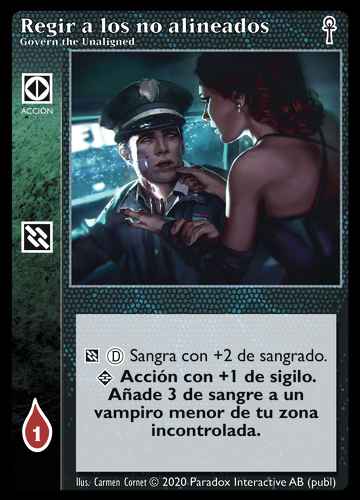 Regir a los no alineados
Govern the Unaligned
ACCIÓN
D Sangra con +2 de sangrado.
Acción con +1 de sigilo.
Añade 3 de sangre a un
vampiro menor de tu zona
incontrolada.
1
Illus: Carmen Cornet © 2020 Paradox Interactive AB (publ)